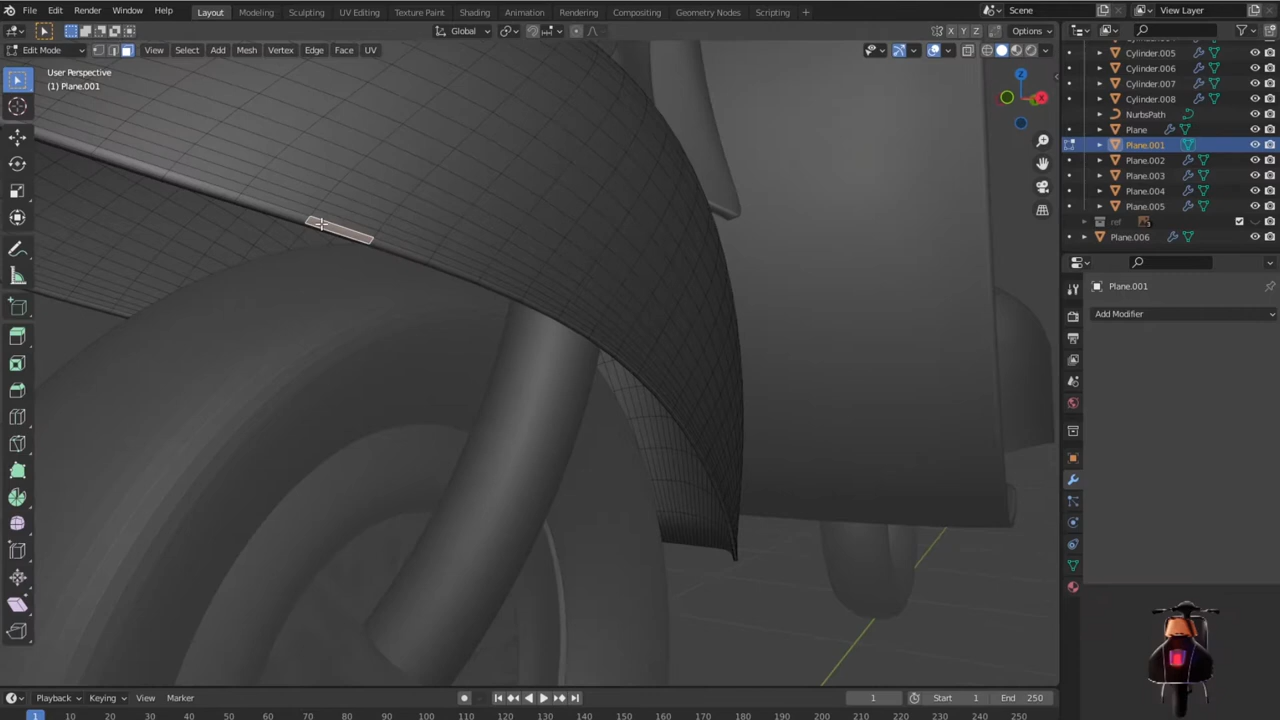 File Edit Render Window Help Layout Modeling Sculpting UV Editing Texture Paint Shading Animation Rendering Compositing Geometry Nodes Scripting + Scene View Layer
Global X Y Z Options
Edit Mode View Select Add Mesh Vertex Edge Face UV
User Perspective
(1) Plane.001
Z
X
Cylinder.005
Cylinder.006
Cylinder.007
Cylinder.008
NurbsPath
Plane
Plane.001
Plane.002
Plane.003
Plane.004
Plane.005
ref
Plane.006
Plane.001
Add Modifier
Playback Keying View Marker 1 Start 1 End 250
1 10 20 30 40 50 60 70 80 90 100 110 120 130 140 150 160 170 180 190 200 210 220 230 240 250